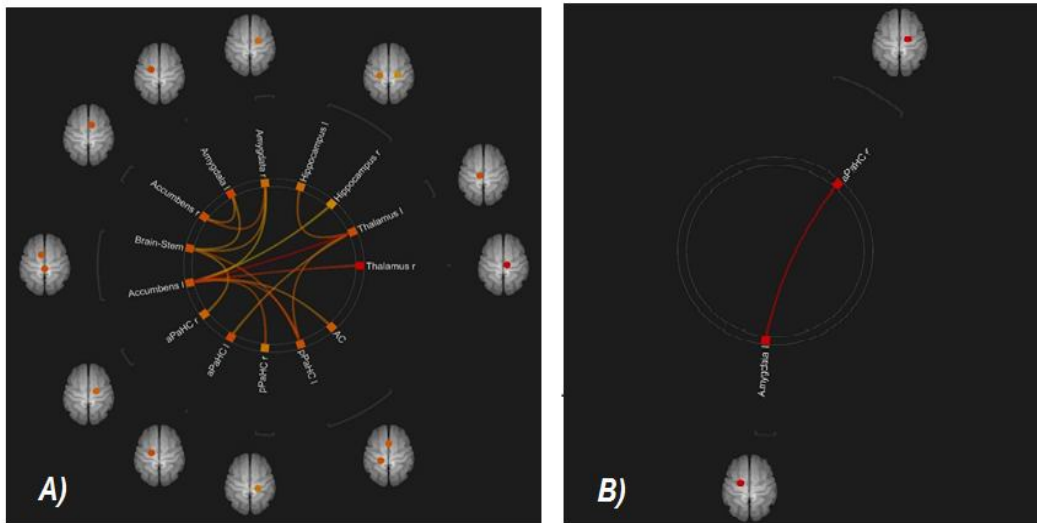 Amygdala r
Hippocampus l
Hippocampus r
Thalamus l
Thalamus r
AC
pPaHC l
pPaHC r
aPaHC l
aPaHC r
Accumbens l
Brain-Stem
Accumbens r
Amygdala l
A)
aPaHC r
Amygdala l
B)